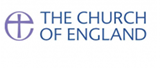 THE CHURCH
OF ENGLAND